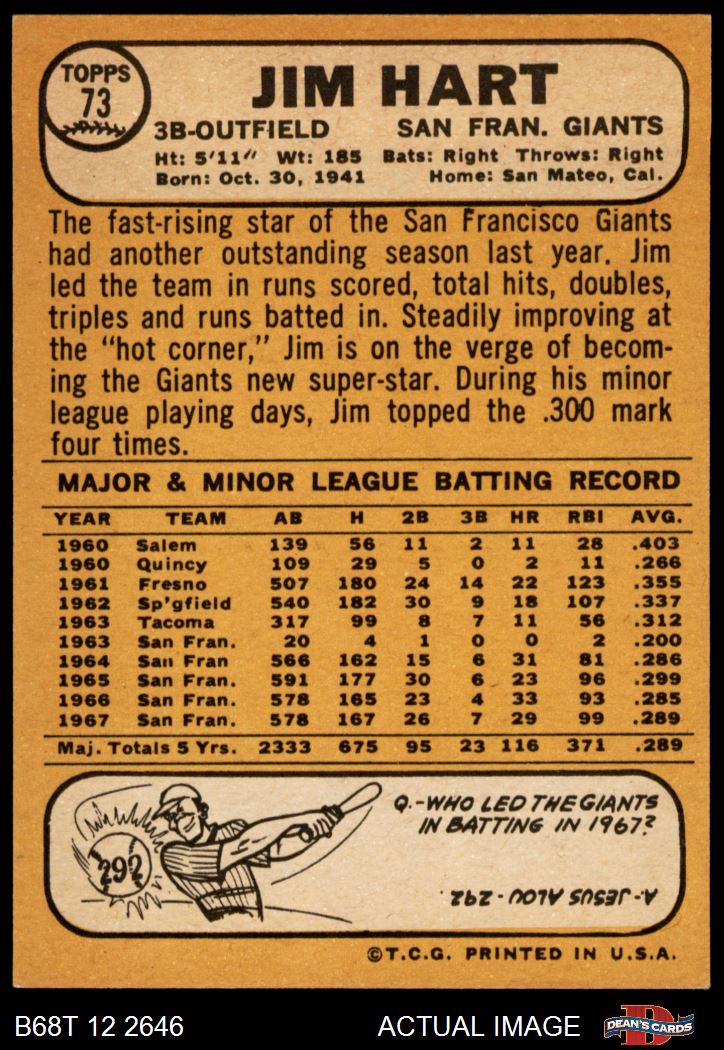 TOPPS
73
JIM HART
3B-OUTFIELD SAN FRAN. GIANTS
Ht: 5'11" Wt: 185 Bats: Right Throws: Right
Born: Oct. 30, 1941 Home: San Mateo, Cal.
The fast-rising star of the San Francisco Giants
had another outstanding season last year. Jim
led the team in runs scored, total hits, doubles,
triples and runs batted in. Steadily improving at
the "hot corner," Jim is on the verge of becom-
ing the Giants new super-star. During his minor
league playing days, Jim topped the .300 mark
four times.
MAJOR & MINOR LEAGUE BATTING RECORD
YEAR TEAM AB H 2B 3B HR RBI AVG.
1960 Salem 139 56 11 2 11 28 .403
1960 Quincy 109 29 5 0 2 11 .266
1961 Fresno 507 180 24 14 22 123 .355
1962 Sp'gfield 540 182 30 9 18 107 .337
1963 Tacoma 317 99 8 7 11 56 .312
1963 San Fran. 20 4 1 0 0 2 .200
1964 San Fran 566 162 15 6 31 81 .286
1965 San Fran. 591 177 30 6 23 96 .299
1966 San Fran. 578 165 23 4 33 93 .285
1967 San Fran. 578 167 26 7 29 99 .289
Maj. Totals 5 Yrs. 2333 675 95 23 116 371 .289
292
Q.-WHO LED THE GIANTS
IN BATTING IN 1967?
A.-JESUS ALOU-292.
©T.C.G. PRINTED IN U.S.A.
B68T 12 2646 ACTUAL IMAGE D DEAN'S CARDS